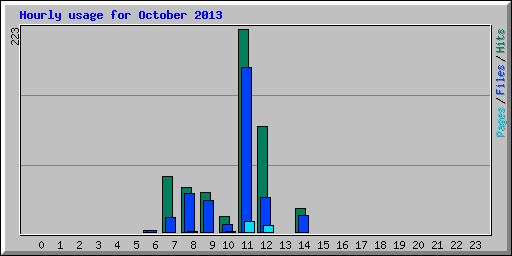 Hourly usage for October 2013
223
Pages/Files/Hits
0 1 2 3 4 5 6 7 8 9 10 11 12 13 14 15 16 17 18 19 20 21 22 23